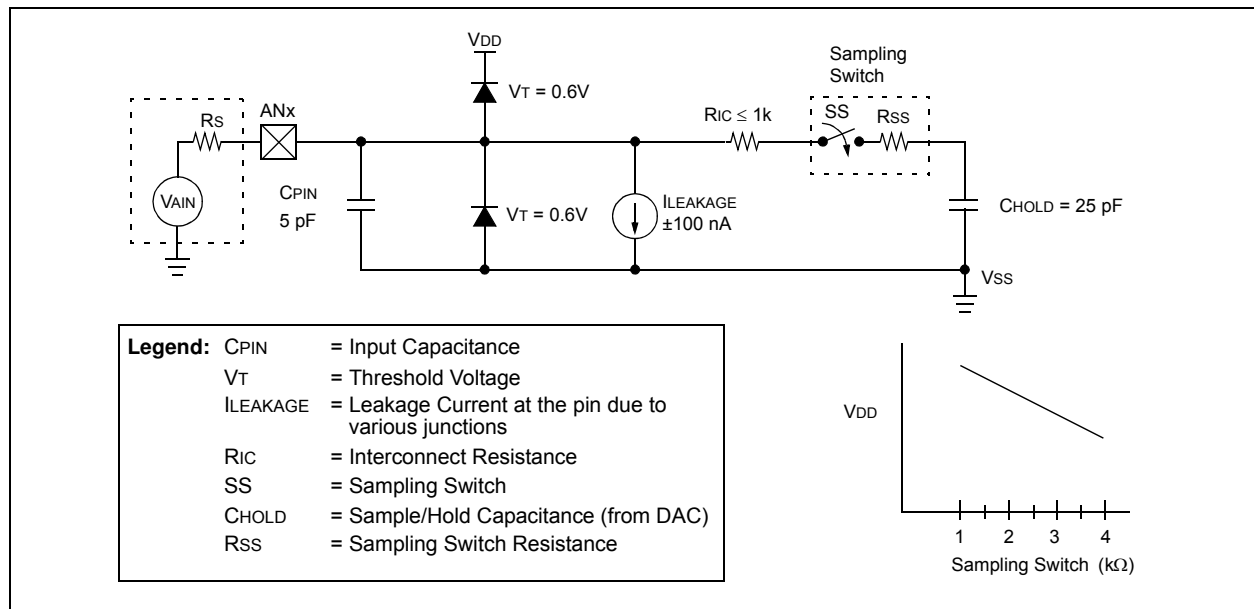 VDD
Sampling
Switch
VT = 0.6V
RS
ANx
RIC ≤ 1k
SS
RSS
VAIN
CPIN
5 pF
VT = 0.6V
ILEAKAGE
±100 nA
CHOLD = 25 pF
VSS
Legend: CPIN = Input Capacitance
VT = Threshold Voltage
ILEAKAGE = Leakage Current at the pin due to
various junctions
RIC = Interconnect Resistance
SS = Sampling Switch
CHOLD = Sample/Hold Capacitance (from DAC)
RSS = Sampling Switch Resistance
VDD
1 2 3 4
Sampling Switch (kΩ)